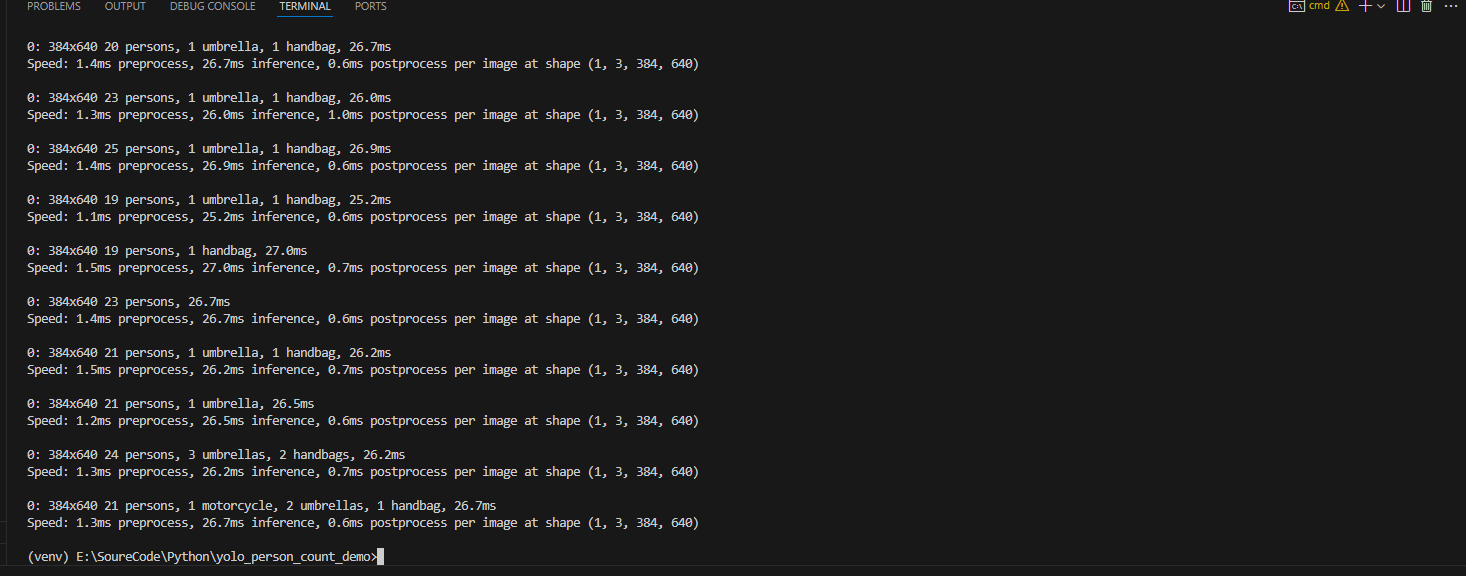 PROBLEMS OUTPUT DEBUG CONSOLE TERMINAL PORTS cmd
0: 384x640 20 persons, 1 umbrella, 1 handbag, 26.7ms
Speed: 1.4ms preprocess, 26.7ms inference, 0.6ms postprocess per image at shape (1, 3, 384, 640)
0: 384x640 23 persons, 1 umbrella, 1 handbag, 26.0ms
Speed: 1.3ms preprocess, 26.0ms inference, 1.0ms postprocess per image at shape (1, 3, 384, 640)
0: 384x640 25 persons, 1 umbrella, 1 handbag, 26.9ms
Speed: 1.4ms preprocess, 26.9ms inference, 0.6ms postprocess per image at shape (1, 3, 384, 640)
0: 384x640 19 persons, 1 umbrella, 1 handbag, 25.2ms
Speed: 1.1ms preprocess, 25.2ms inference, 0.6ms postprocess per image at shape (1, 3, 384, 640)
0: 384x640 19 persons, 1 handbag, 27.0ms
Speed: 1.5ms preprocess, 27.0ms inference, 0.7ms postprocess per image at shape (1, 3, 384, 640)
0: 384x640 23 persons, 26.7ms
Speed: 1.4ms preprocess, 26.7ms inference, 0.6ms postprocess per image at shape (1, 3, 384, 640)
0: 384x640 21 persons, 1 umbrella, 1 handbag, 26.2ms
Speed: 1.5ms preprocess, 26.2ms inference, 0.7ms postprocess per image at shape (1, 3, 384, 640)
0: 384x640 21 persons, 1 umbrella, 26.5ms
Speed: 1.2ms preprocess, 26.5ms inference, 0.6ms postprocess per image at shape (1, 3, 384, 640)
0: 384x640 24 persons, 3 umbrellas, 2 handbags, 26.2ms
Speed: 1.3ms preprocess, 26.2ms inference, 0.7ms postprocess per image at shape (1, 3, 384, 640)
0: 384x640 21 persons, 1 motorcycle, 2 umbrellas, 1 handbag, 26.7ms
Speed: 1.3ms preprocess, 26.7ms inference, 0.6ms postprocess per image at shape (1, 3, 384, 640)
(venv) E:\SoureCode\Python\yolo_person_count_demo>